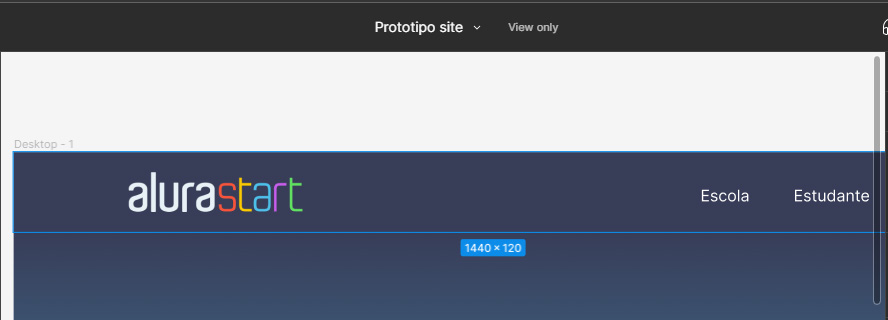 Prototipo site View only
Desktop - 1
alurastart Escola Estudante
1440 × 120